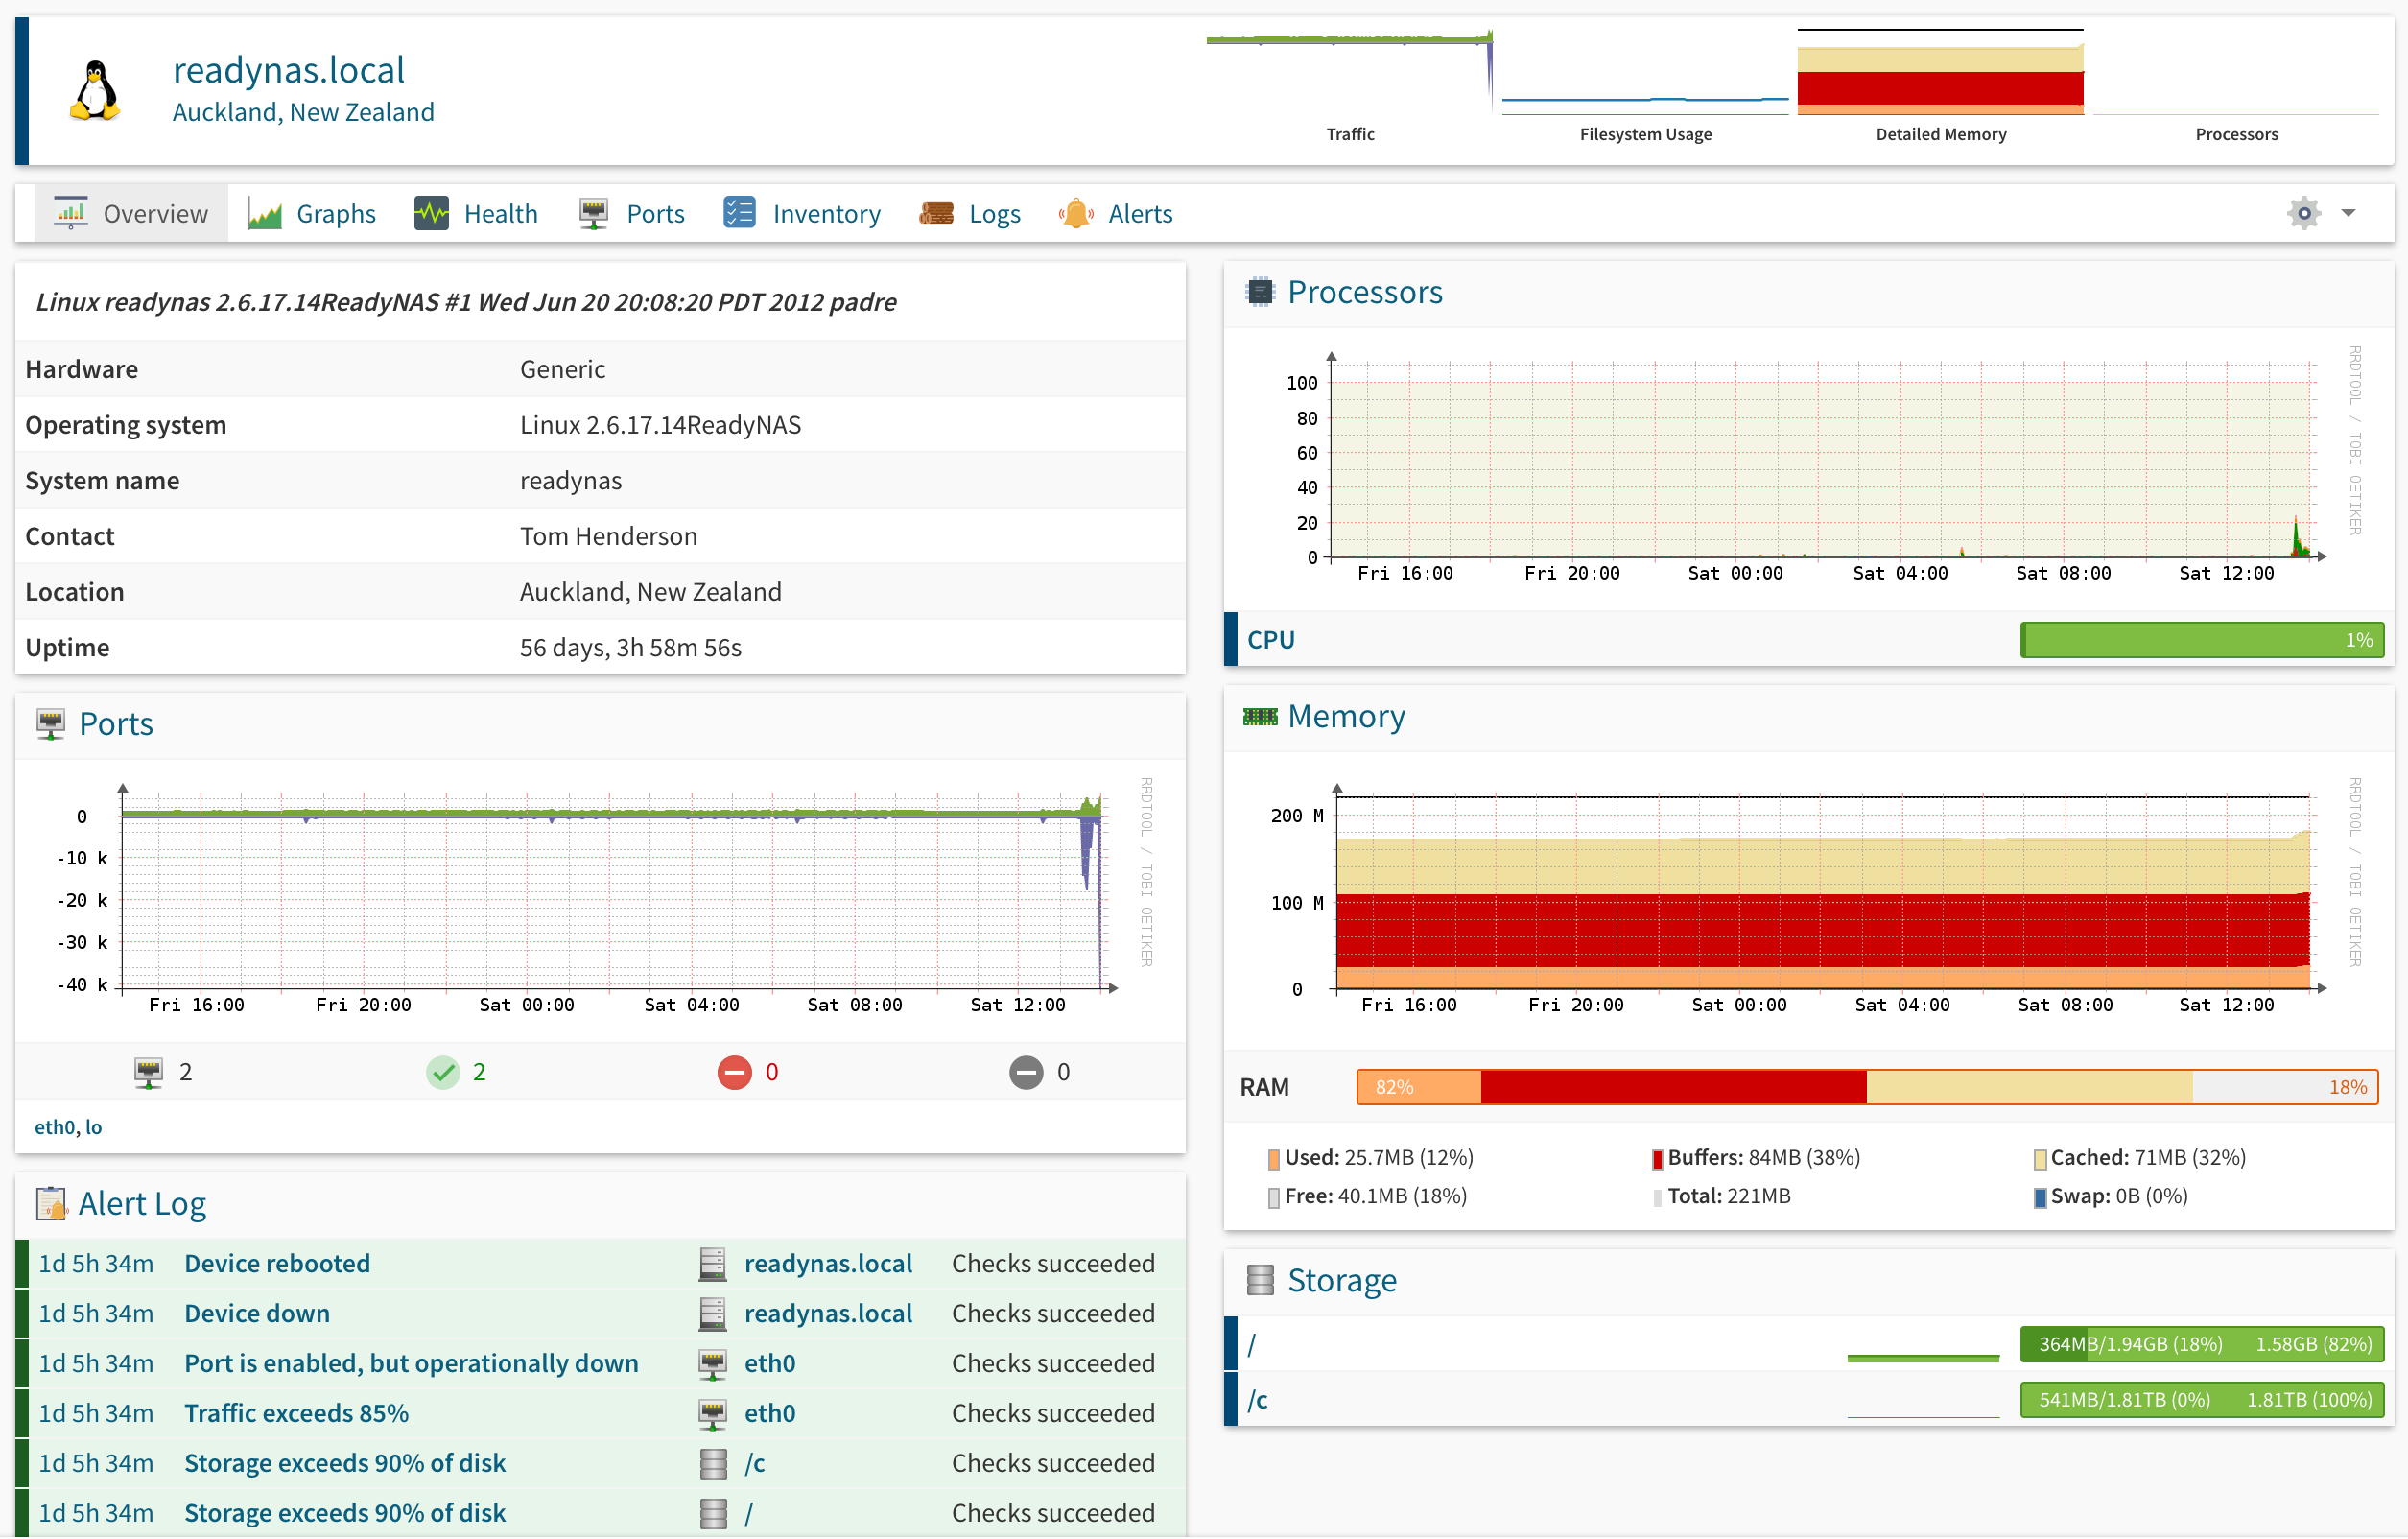 readynas.local
Auckland, New Zealand
Traffic
Filesystem Usage
Detailed Memory
Processors
Overview
Graphs
Health
Ports
Inventory
Logs
Alerts
Linux readynas 2.6.17.14ReadyNAS #1 Wed Jun 20 20:08:20 PDT 2012 padre
Hardware Generic
Operating system Linux 2.6.17.14ReadyNAS
System name readynas
Contact Tom Henderson
Location Auckland, New Zealand
Uptime 56 days, 3h 58m 56s
Ports
0
-10 k
-20 k
-30 k
-40 k
Fri 16:00 Fri 20:00 Sat 00:00 Sat 04:00 Sat 08:00 Sat 12:00
RRDTOOL / TOBI OETIKER
2 2 0 0
eth0, lo
Alert Log
1d 5h 34m Device rebooted readynas.local Checks succeeded
1d 5h 34m Device down readynas.local Checks succeeded
1d 5h 34m Port is enabled, but operationally down eth0 Checks succeeded
1d 5h 34m Traffic exceeds 85% eth0 Checks succeeded
1d 5h 34m Storage exceeds 90% of disk /c Checks succeeded
1d 5h 34m Storage exceeds 90% of disk / Checks succeeded
Processors
100
80
60
40
20
0
Fri 16:00 Fri 20:00 Sat 00:00 Sat 04:00 Sat 08:00 Sat 12:00
RRDTOOL / TOBI OETIKER
CPU 1%
Memory
200 M
100 M
0
Fri 16:00 Fri 20:00 Sat 00:00 Sat 04:00 Sat 08:00 Sat 12:00
RRDTOOL / TOBI OETIKER
RAM 82% 18%
Used: 25.7MB (12%) Buffers: 84MB (38%) Cached: 71MB (32%)
Free: 40.1MB (18%) Total: 221MB Swap: 0B (0%)
Storage
/ 364MB/1.94GB (18%) 1.58GB (82%)
/c 541MB/1.81TB (0%) 1.81TB (100%)